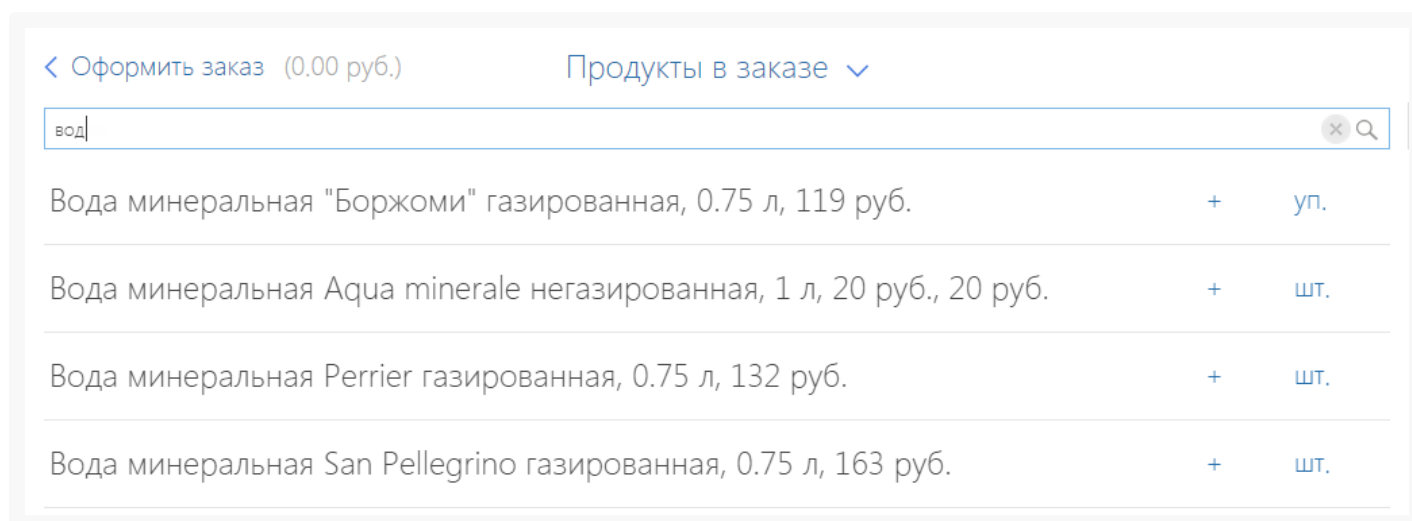 Оформить заказ (0.00 руб.) Продукты в заказе
вод
Вода минеральная "Боржоми" газированная, 0.75 л, 119 руб. + уп.
Вода минеральная Aqua minerale негазированная, 1 л, 20 руб., 20 руб. + шт.
Вода минеральная Perrier газированная, 0.75 л, 132 руб. + шт.
Вода минеральная San Pellegrino газированная, 0.75 л, 163 руб. + шт.